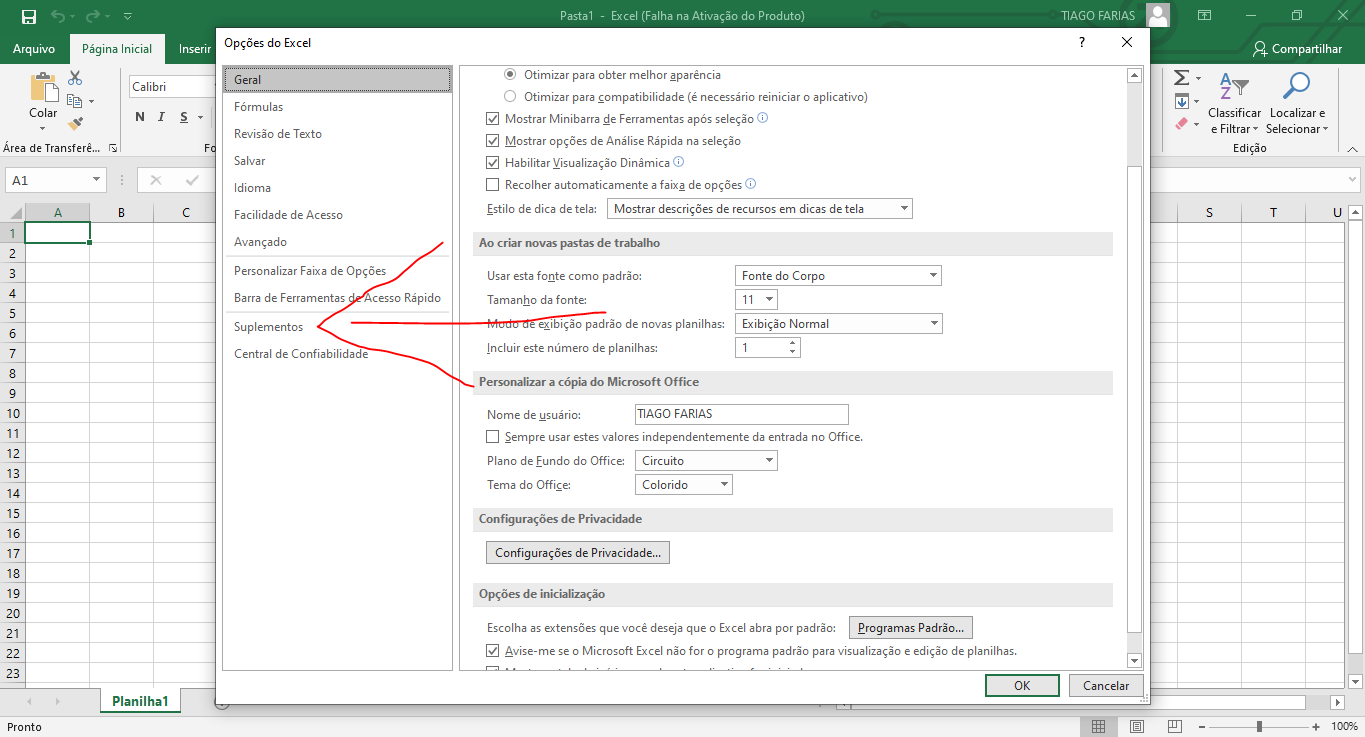 Pasta1 - Excel (Falha na Ativação do Produto)
TIAGO FARIAS
Arquivo
Página Inicial
Inserir
Compartilhar
Opções do Excel
?
Colar
Calibri
N I S
Área de Transferê...
Fo
Classificar e Filtrar
Localizar e Selecionar
Edição
A1
A B C
S T U
1
2
3
4
5
6
7
8
9
10
11
12
13
14
15
16
17
18
19
20
21
22
23
Geral
Fórmulas
Revisão de Texto
Salvar
Idioma
Facilidade de Acesso
Avançado
Personalizar Faixa de Opções
Barra de Ferramentas de Acesso Rápido
Suplementos
Central de Confiabilidade
Otimizar para obter melhor aparência
Otimizar para compatibilidade (é necessário reiniciar o aplicativo)
Mostrar Minibarra de Ferramentas após seleção
Mostrar opções de Análise Rápida na seleção
Habilitar Visualização Dinâmica
Recolher automaticamente a faixa de opções
Estilo de dica de tela: Mostrar descrições de recursos em dicas de tela
Ao criar novas pastas de trabalho
Usar esta fonte como padrão: Fonte do Corpo
Tamanho da fonte: 11
Modo de exibição padrão de novas planilhas: Exibição Normal
Incluir este número de planilhas: 1
Personalizar a cópia do Microsoft Office
Nome de usuário: TIAGO FARIAS
Sempre usar estes valores independentemente da entrada no Office.
Plano de Fundo do Office: Circuito
Tema do Office: Colorido
Configurações de Privacidade
Configurações de Privacidade...
Opções de inicialização
Escolha as extensões que você deseja que o Excel abra por padrão: Programas Padrão...
Avise-me se o Microsoft Excel não for o programa padrão para visualização e edição de planilhas.
OK
Cancelar
Planilha1
Pronto
100%